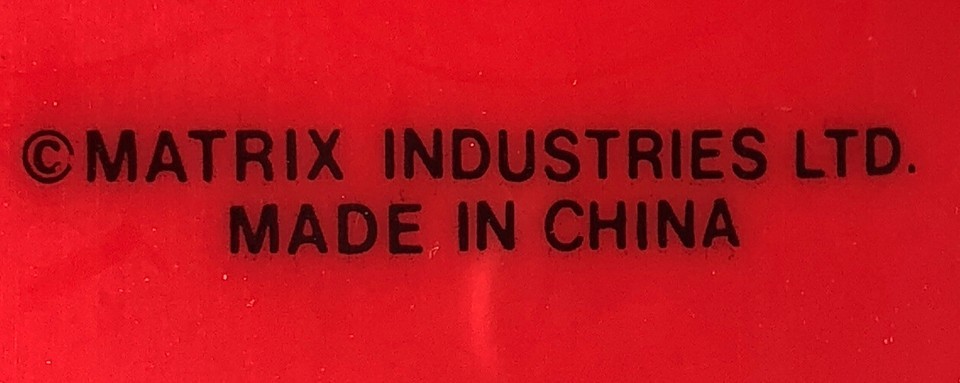 ©MATRIX INDUSTRIES LTD.
MADE IN CHINA